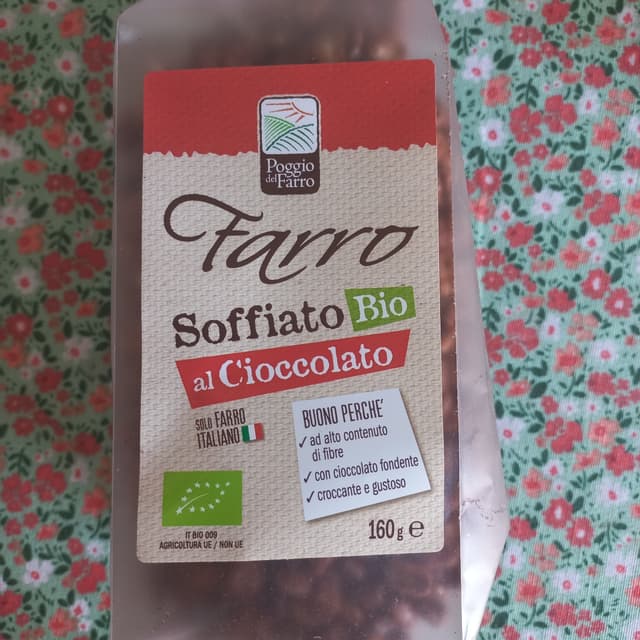 Poggio
del Farro
Farro
Soffiato Bio
al Cioccolato
SOLO FARRO
ITALIANO
BUONO PERCHE'
✓ ad alto contenuto
di fibre
✓ con cioccolato fondente
✓ croccante e gustoso
IT BIO 009
AGRICOLTURA UE / NON UE
160 g e